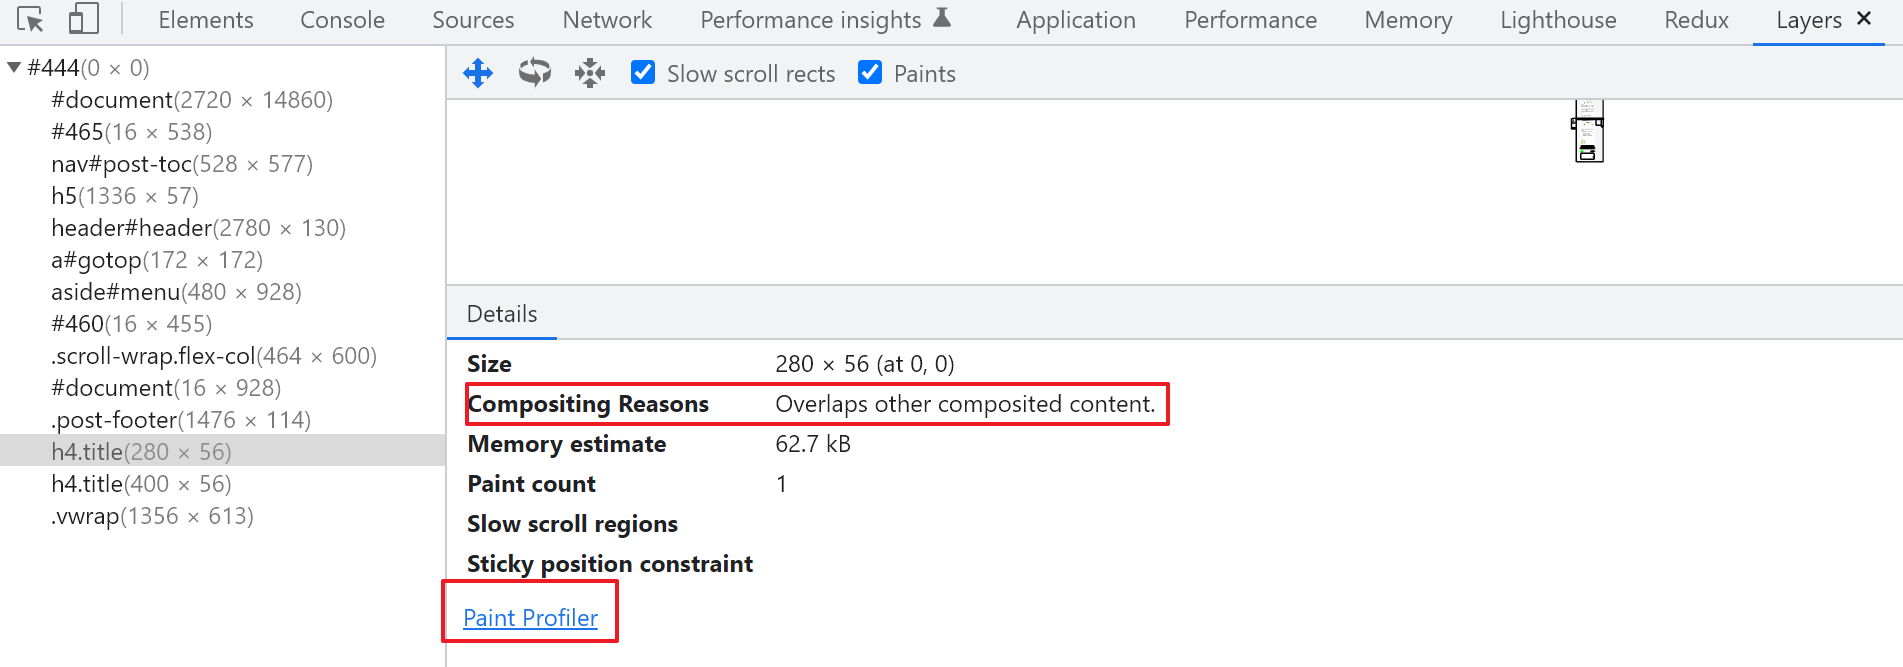 Elements Console Sources Network Performance insights Application Performance Memory Lighthouse Redux Layers ×
#444(0 × 0)
#document(2720 × 14860)
#465(16 × 538)
nav#post-toc(528 × 577)
h5(1336 × 57)
header#header(2780 × 130)
a#gotop(172 × 172)
aside#menu(480 × 928)
#460(16 × 455)
.scroll-wrap.flex-col(464 × 600)
#document(16 × 928)
.post-footer(1476 × 114)
h4.title(280 × 56)
h4.title(400 × 56)
.vwrap(1356 × 613)
Slow scroll rects Paints
Details
Size 280 × 56 (at 0, 0)
Compositing Reasons Overlaps other composited content.
Memory estimate 62.7 kB
Paint count 1
Slow scroll regions
Sticky position constraint
Paint Profiler